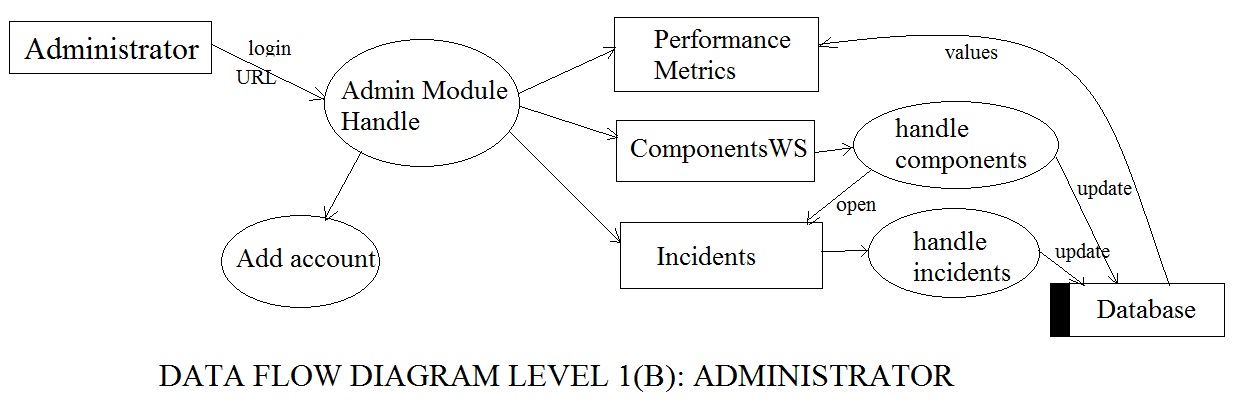 Administrator
login
URL
Admin Module
Handle
Add account
Performance
Metrics
values
ComponentsWS
handle
components
update
open
Incidents
handle
incidents
update
Database
DATA FLOW DIAGRAM LEVEL 1(B): ADMINISTRATOR